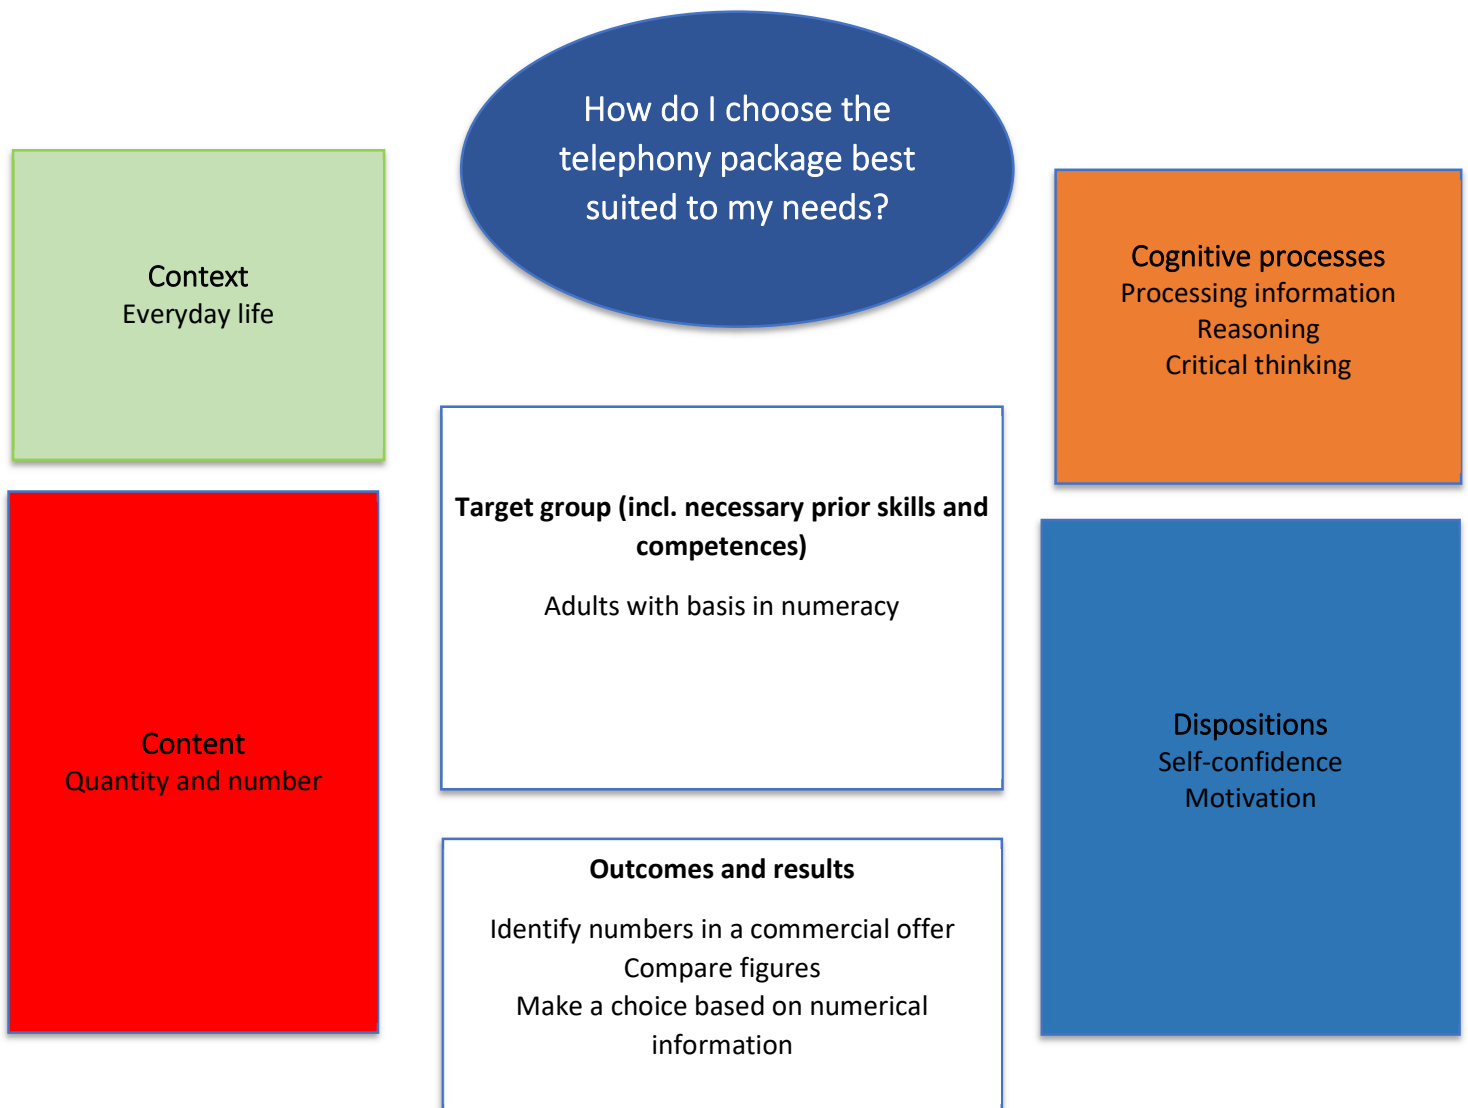 How do I choose the
telephony package best
suited to my needs?
Context
Everyday life
Cognitive processes
Processing information
Reasoning
Critical thinking
Target group (incl. necessary prior skills and
competences)
Adults with basis in numeracy
Content
Quantity and number
Dispositions
Self-confidence
Motivation
Outcomes and results
Identify numbers in a commercial offer
Compare figures
Make a choice based on numerical
information